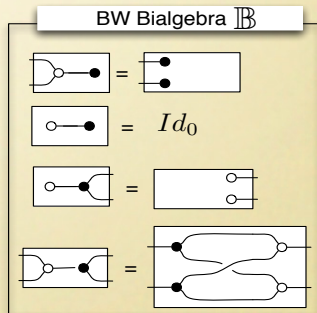 BW Bialgebra 𝔹
=
= Id₀
=
=